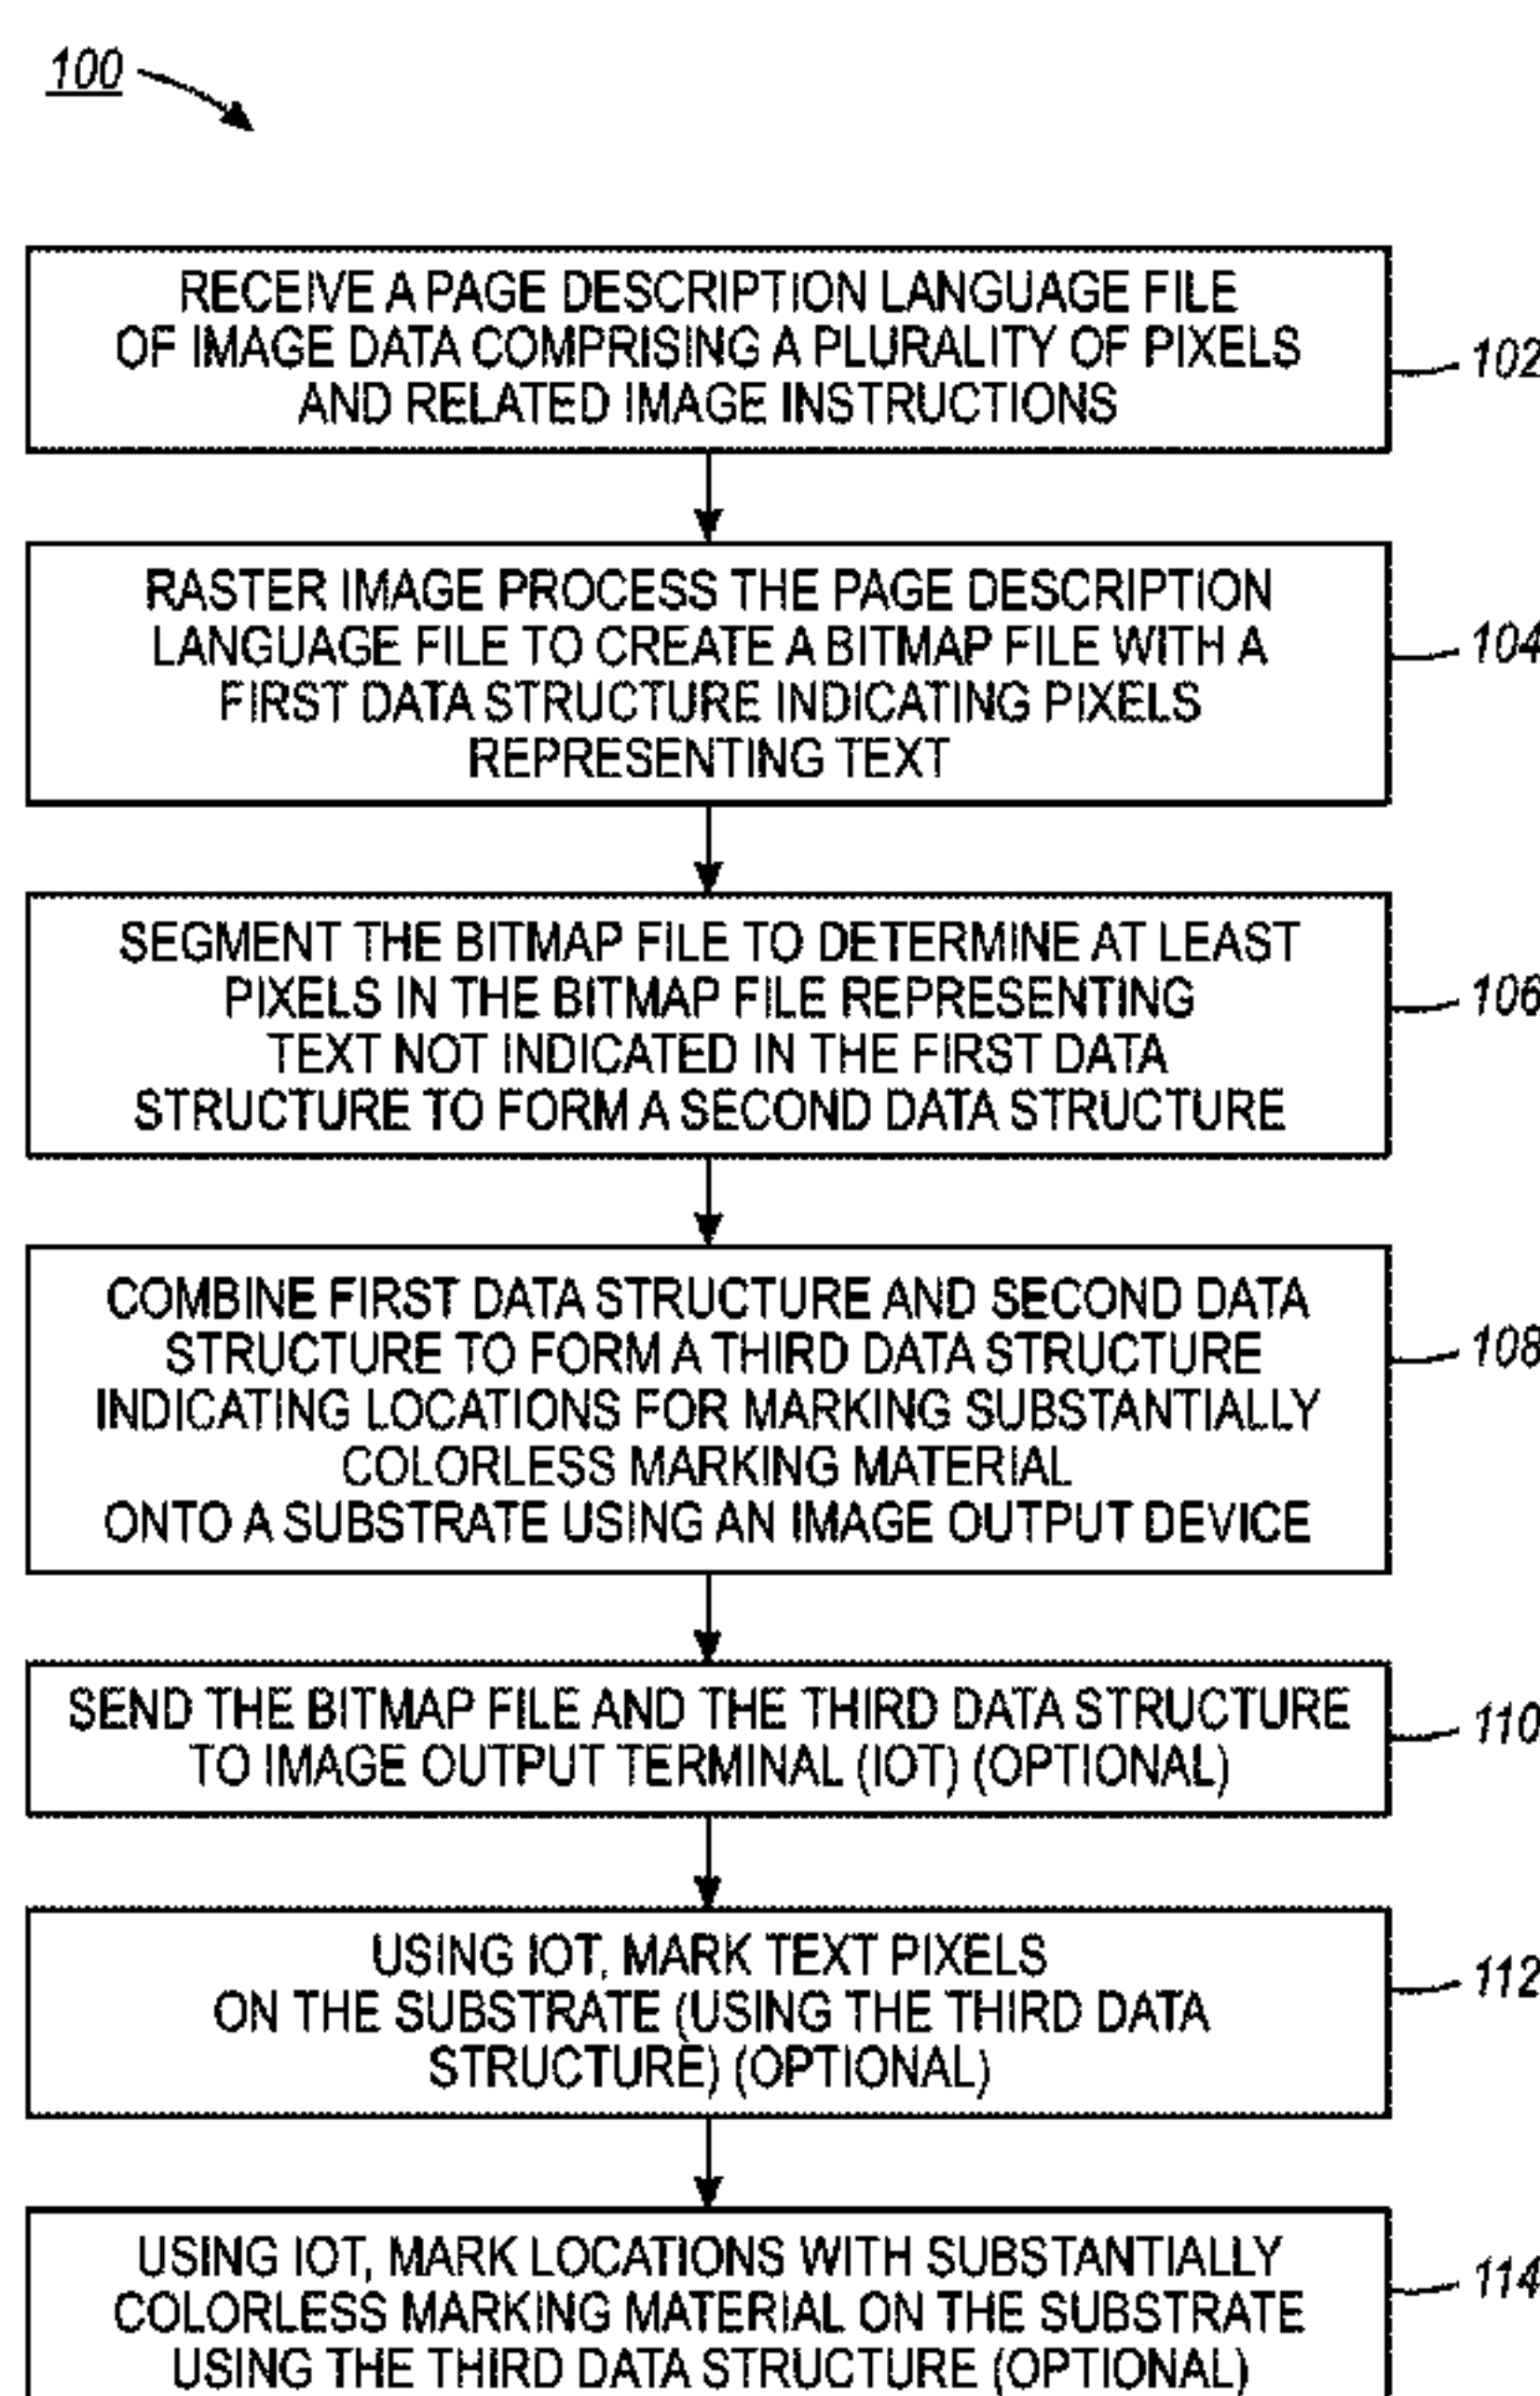 100
RECEIVE A PAGE DESCRIPTION LANGUAGE FILE
OF IMAGE DATA COMPRISING A PLURALITY OF PIXELS
AND RELATED IMAGE INSTRUCTIONS
102
RASTER IMAGE PROCESS THE PAGE DESCRIPTION
LANGUAGE FILE TO CREATE A BITMAP FILE WITH A
FIRST DATA STRUCTURE INDICATING PIXELS
REPRESENTING TEXT
104
SEGMENT THE BITMAP FILE TO DETERMINE AT LEAST
PIXELS IN THE BITMAP FILE REPRESENTING
TEXT NOT INDICATED IN THE FIRST DATA
STRUCTURE TO FORM A SECOND DATA STRUCTURE
106
COMBINE FIRST DATA STRUCTURE AND SECOND DATA
STRUCTURE TO FORM A THIRD DATA STRUCTURE
INDICATING LOCATIONS FOR MARKING SUBSTANTIALLY
COLORLESS MARKING MATERIAL
ONTO A SUBSTRATE USING AN IMAGE OUTPUT DEVICE
108
SEND THE BITMAP FILE AND THE THIRD DATA STRUCTURE
TO IMAGE OUTPUT TERMINAL (IOT) (OPTIONAL)
110
USING IOT, MARK TEXT PIXELS
ON THE SUBSTRATE (USING THE THIRD DATA
STRUCTURE) (OPTIONAL)
112
USING IOT, MARK LOCATIONS WITH SUBSTANTIALLY
COLORLESS MARKING MATERIAL ON THE SUBSTRATE
USING THE THIRD DATA STRUCTURE (OPTIONAL)
114